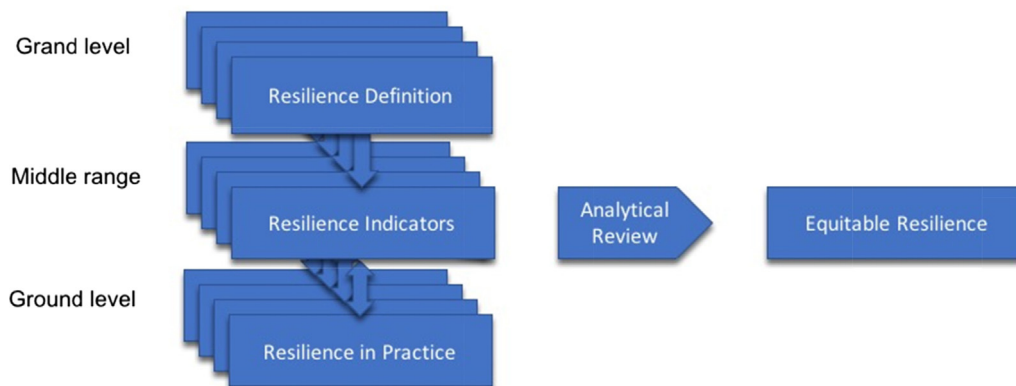 Grand level
Resilience Definition
Middle range
Resilience Indicators
Analytical
Review
Equitable Resilience
Ground level
Resilience in Practice